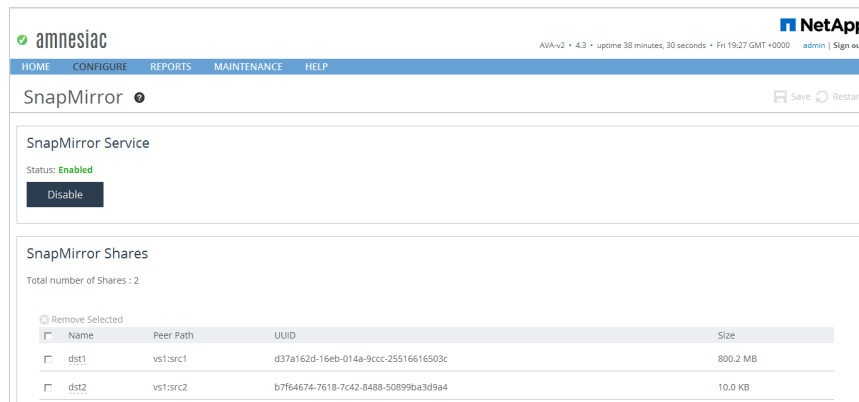 NetApp
amnesiac
AVA-v2 • 4.3 • uptime 38 minutes, 30 seconds • Fri 19:27 GMT +0000 admin | Sign ou
HOME CONFIGURE REPORTS MAINTENANCE HELP
SnapMirror ?
Save Restar
SnapMirror Service
Status: Enabled
Disable
SnapMirror Shares
Total number of Shares : 2
Remove Selected
Name Peer Path UUID Size
dst1 vs1:src1 d37a162d-16eb-014a-9ccc-25516616503c 800.2 MB
dst2 vs1:src2 b7f64674-7618-7c42-8488-50899ba3d9a4 10.0 KB